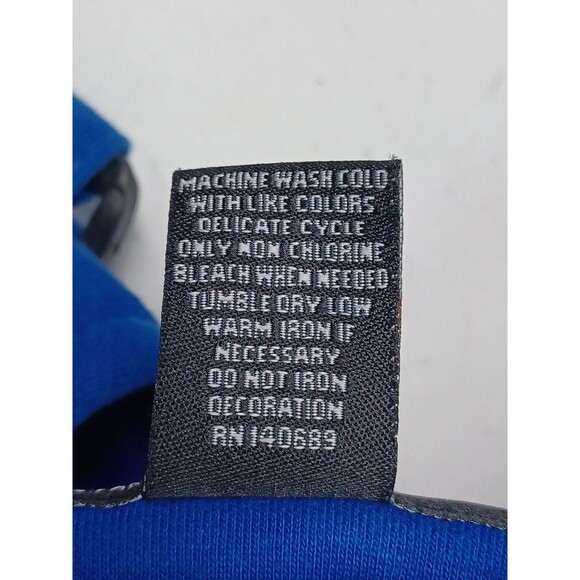 MACHINE WASH COLD
WITH LIKE COLORS
DELICATE CYCLE
ONLY NON CHLORINE
BLEACH WHEN NEEDED
TUMBLE DRY LOW
WARM IRON IF
NECESSARY
DO NOT IRON
DECORATION
RN 140689